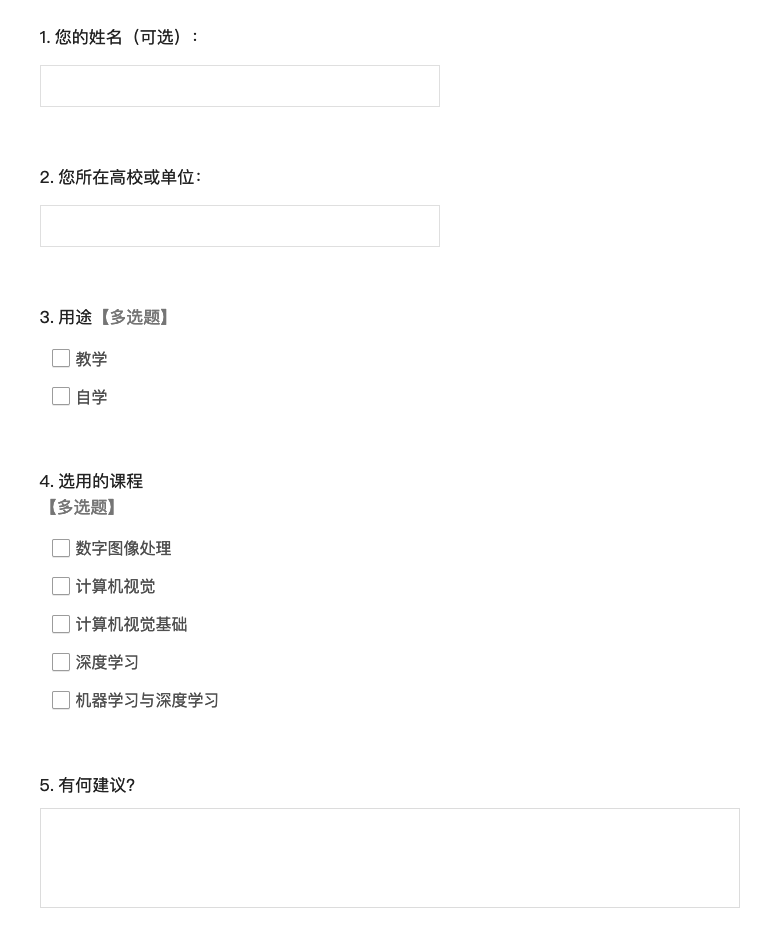 1. 您的姓名（可选）:
2. 您所在高校或单位:
3. 用途【多选题】
教学
自学
4. 选用的课程
【多选题】
数字图像处理
计算机视觉
计算机视觉基础
深度学习
机器学习与深度学习
5. 有何建议?